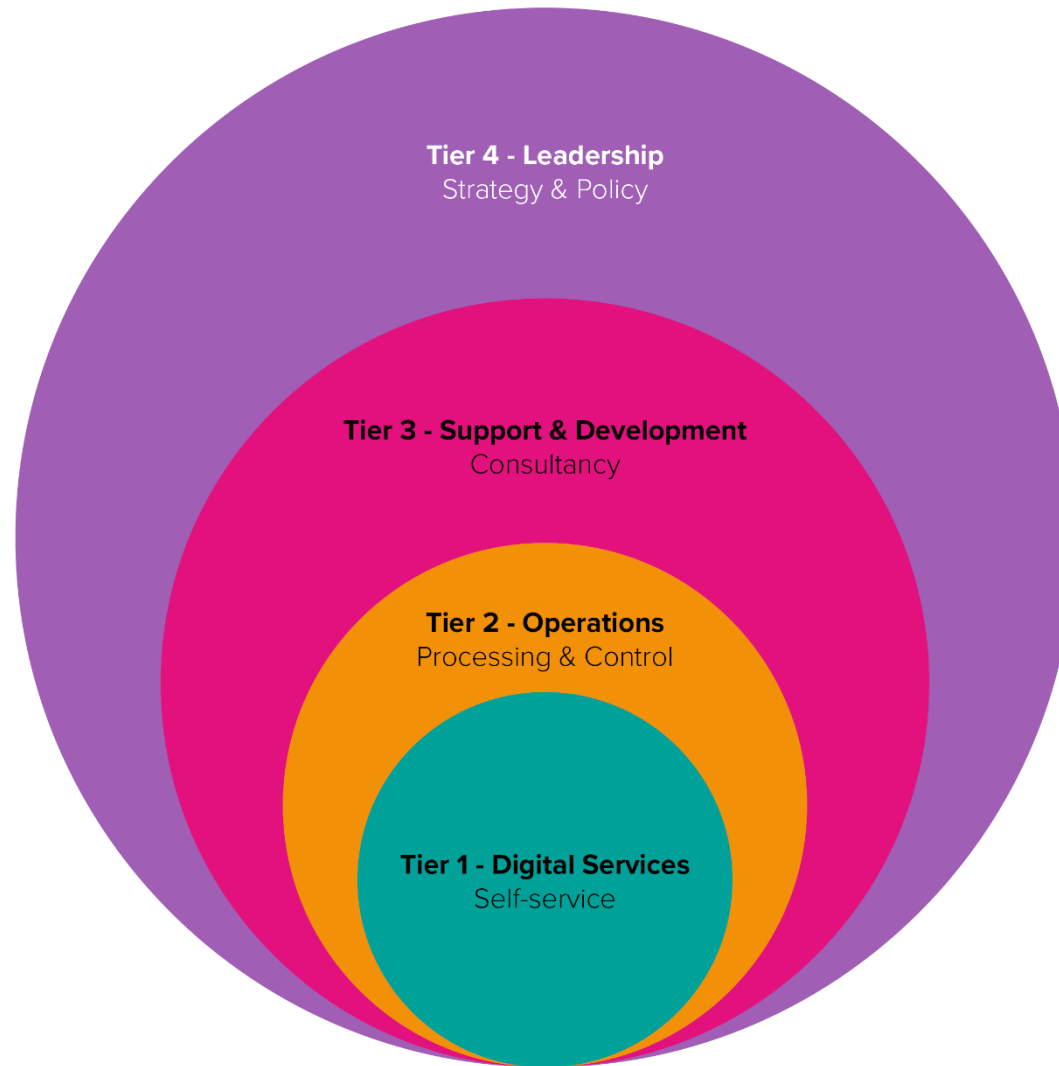 Tier 4 - Leadership
Strategy & Policy
Tier 3 - Support & Development
Consultancy
Tier 2 - Operations
Processing & Control
Tier 1 - Digital Services
Self-service